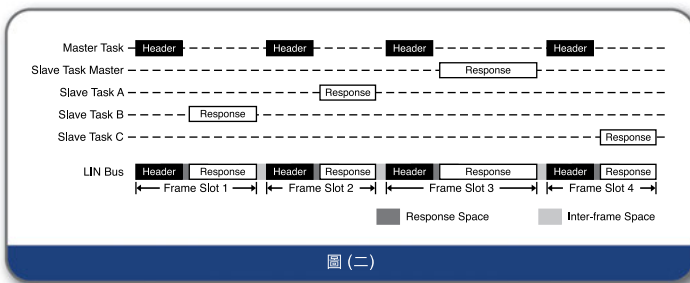 Master Task Header Header Header Header
Slave Task Master Response
Slave Task A Response
Slave Task B Response
Slave Task C Response
LIN Bus Header Response Header Response Header Response Header Response
Frame Slot 1 Frame Slot 2 Frame Slot 3 Frame Slot 4
Response Space Inter-frame Space
圖 (二)